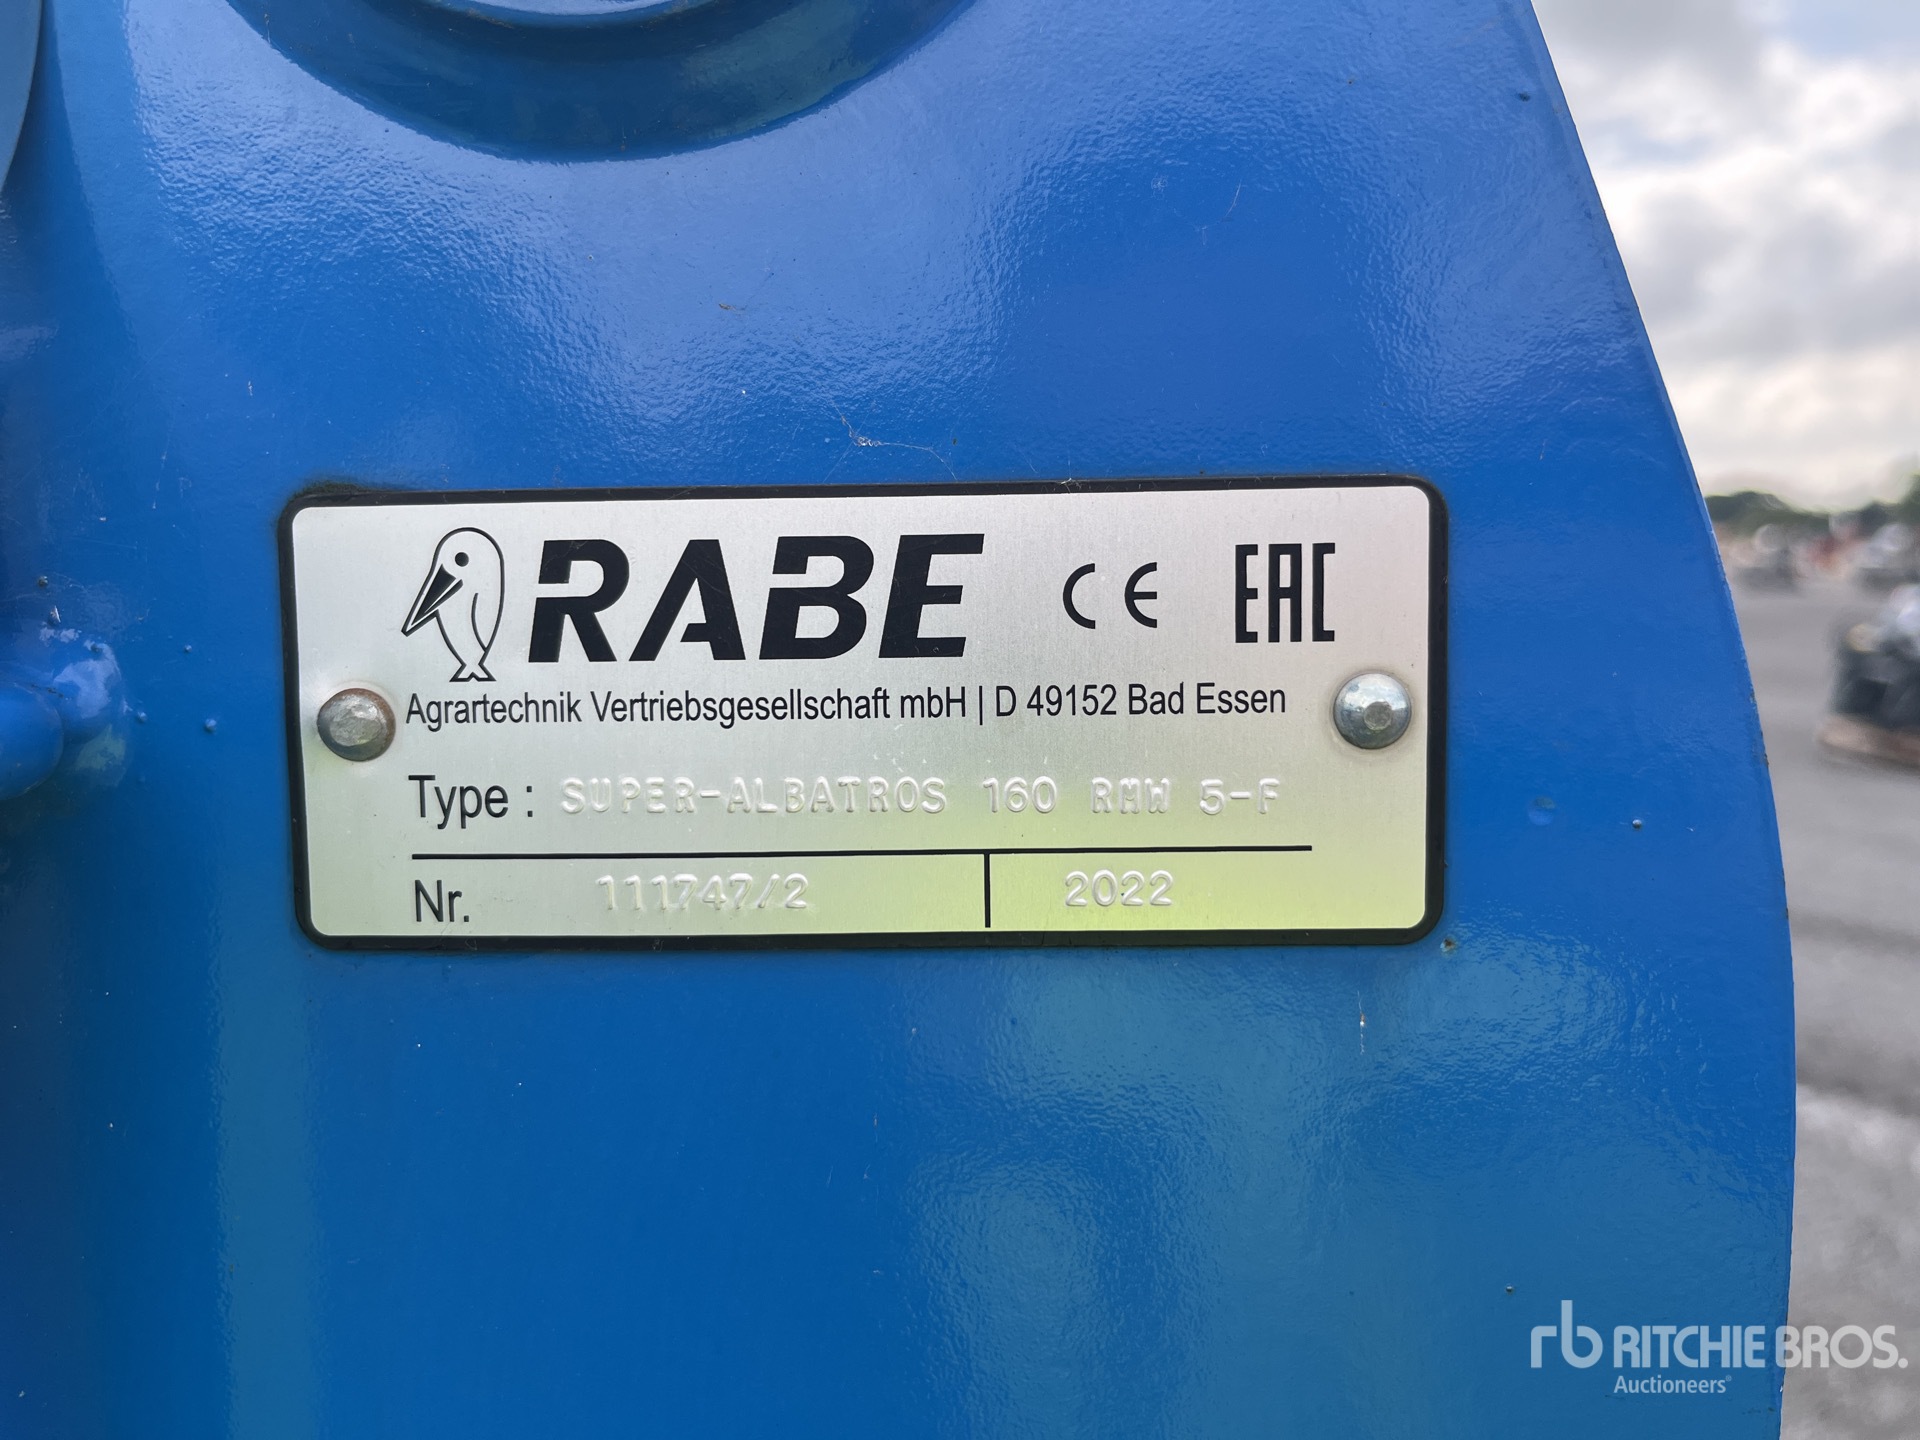 RABE CE EAC
Agrartechnik Vertriebsgesellschaft mbH | D 49152 Bad Essen
Type : SUPER-ALBATROS 160 RMW 5-F
Nr. 111747/2 2022
rb RITCHIE BROS.
Auctioneers®